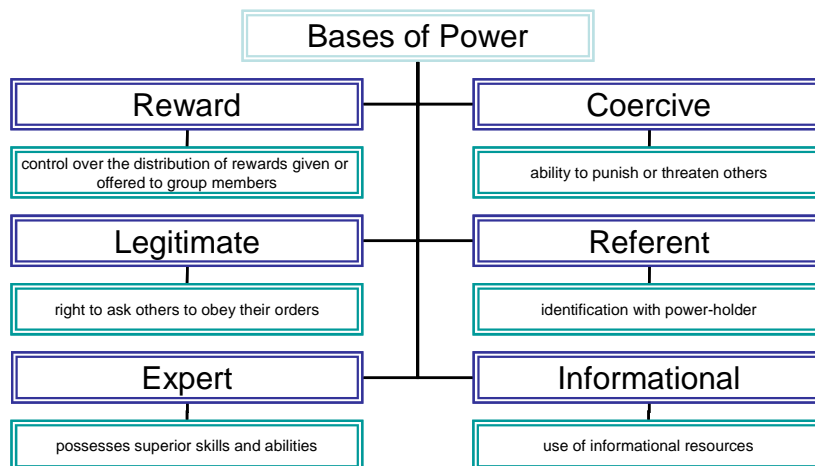 Bases of Power
Reward
control over the distribution of rewards given or
offered to group members
Coercive
ability to punish or threaten others
Legitimate
right to ask others to obey their orders
Referent
identification with power-holder
Expert
possesses superior skills and abilities
Informational
use of informational resources